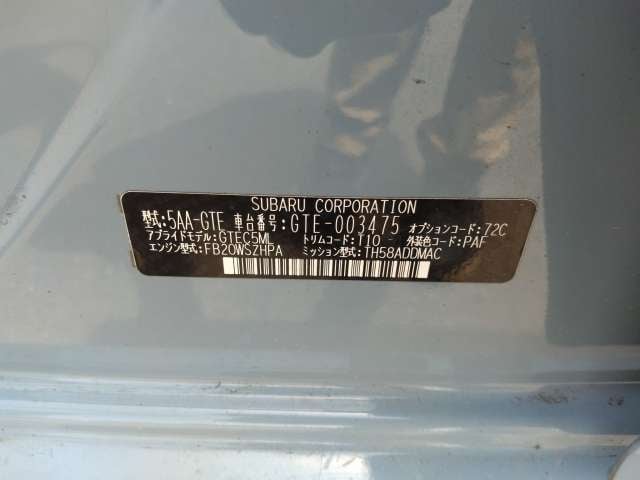 SUBARU CORPORATION
型式:5AA-GTE 車台番号:GTE-003475 オプションコード:72C
アプライドモデル:GTEC5ML トリムコード:T10 外装色コード:PAF
エンジン型式:FB20WSZHPA ミッション型式:TH58ADDMAC